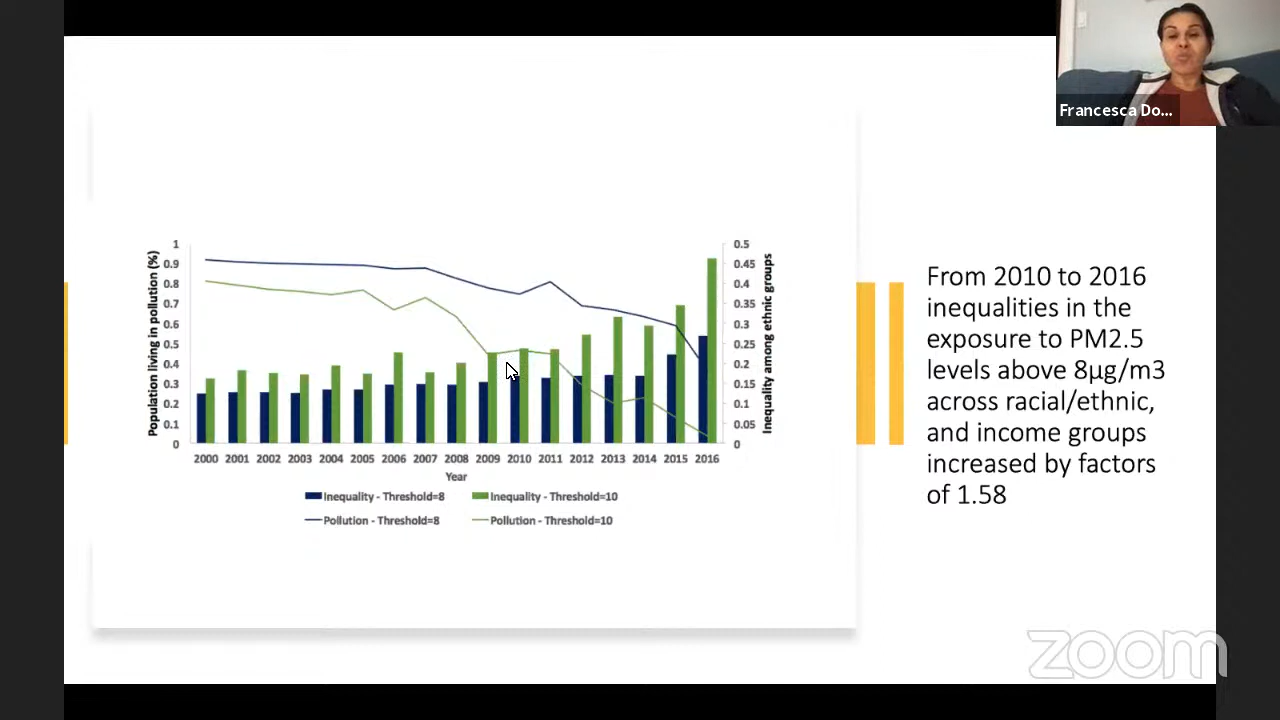 Francesca Do...
Population living in pollution (%)
1
0.9
0.8
0.7
0.6
0.5
0.4
0.3
0.2
0.1
0
0.5
0.45
0.4
0.35
0.3
0.25
0.2
0.15
0.1
0.05
0
Inequality among ethnic groups
2000 2001 2002 2003 2004 2005 2006 2007 2008 2009 2010 2011 2012 2013 2014 2015 2016
Year
Inequality - Threshold=8 Inequality - Threshold=10
Pollution - Threshold=8 Pollution - Threshold=10
From 2010 to 2016
inequalities in the
exposure to PM2.5
levels above 8µg/m3
across racial/ethnic,
and income groups
increased by factors
of 1.58
zoom